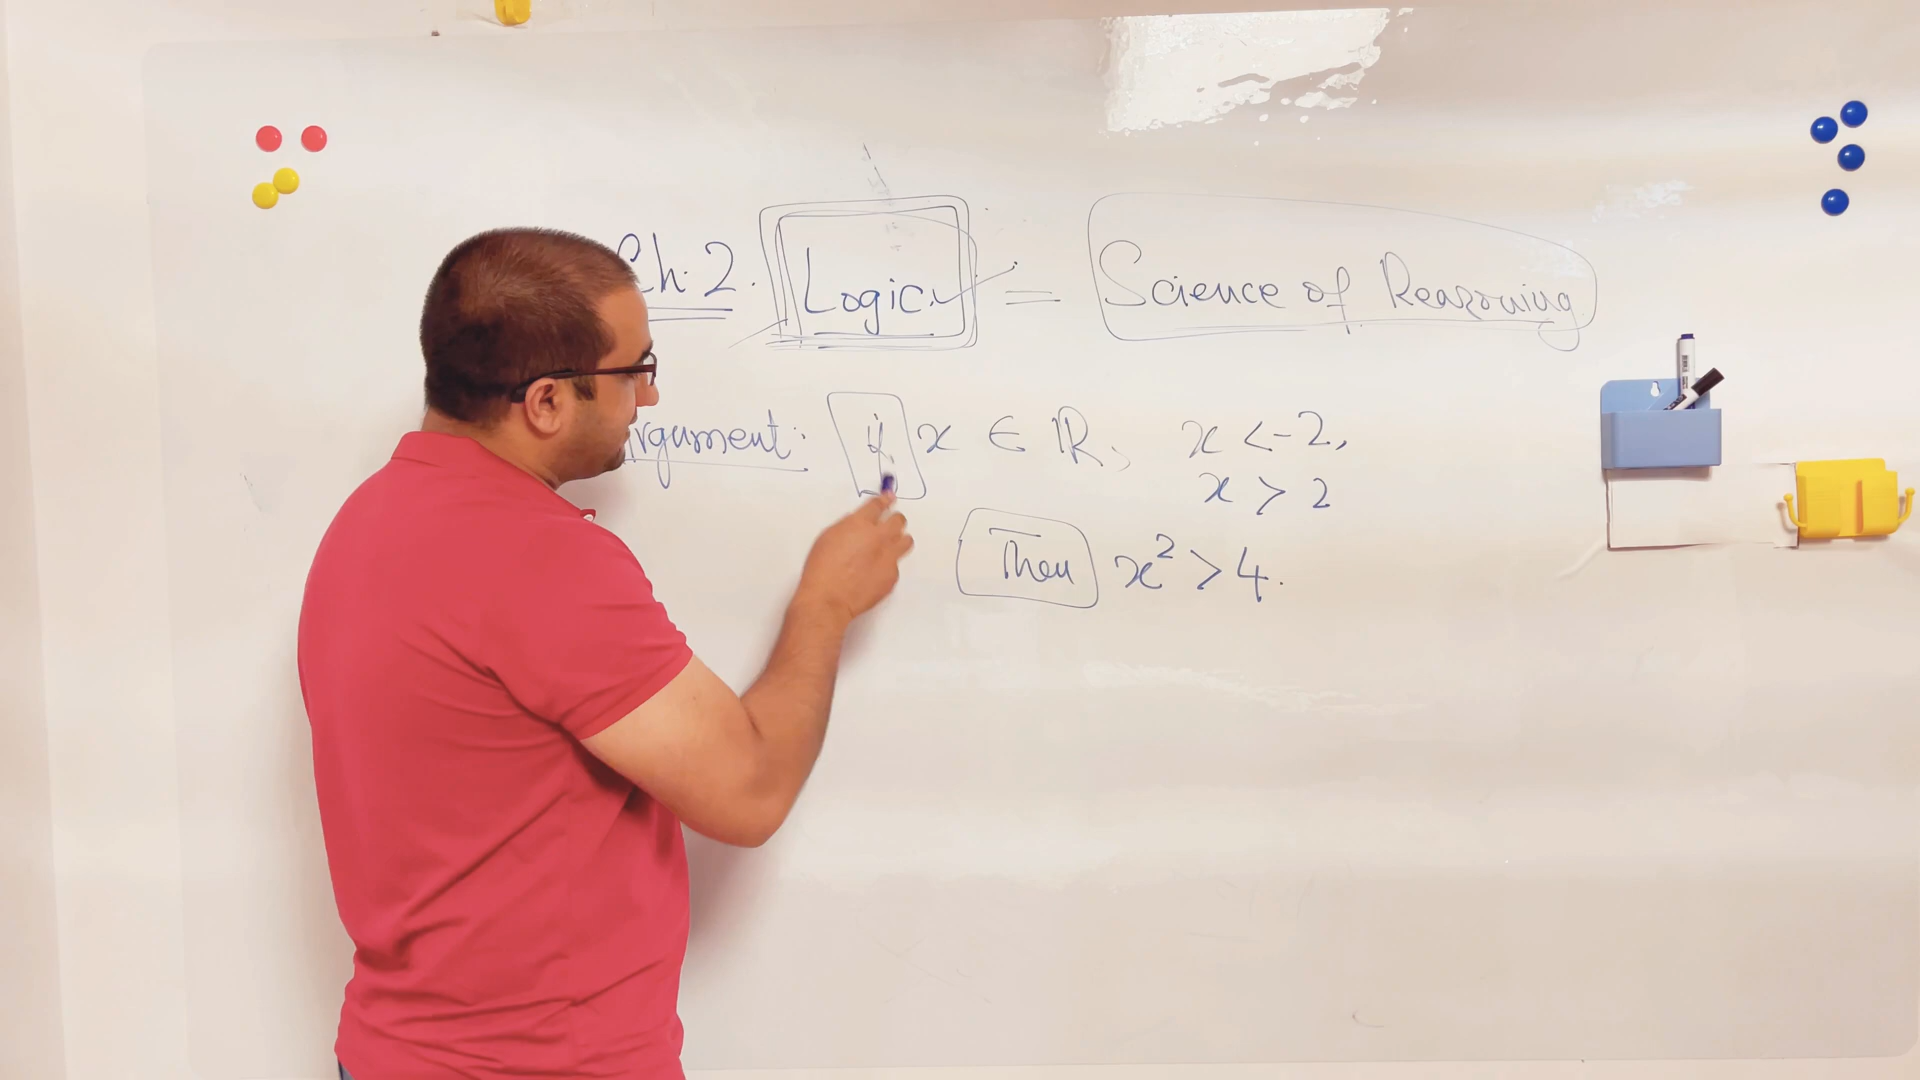 Ch. 2. Logic = Science of Reasoning
rgument: if x ∈ ℝ, x < -2,
x > 2
Then x² > 4.